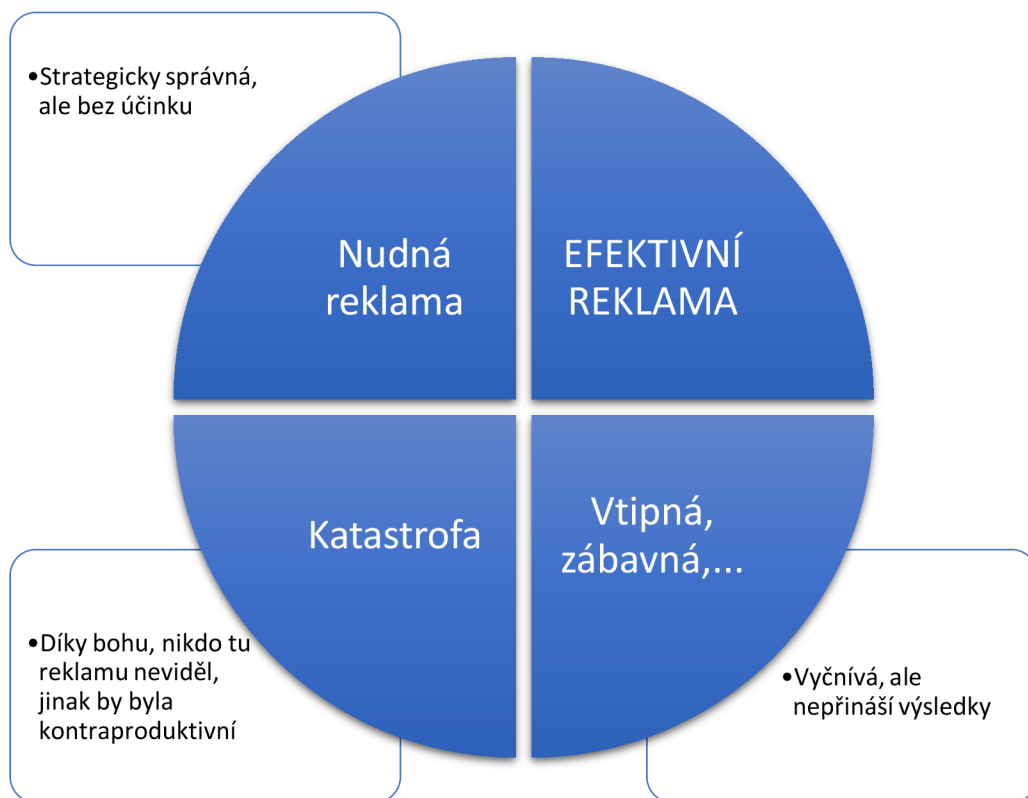 •Strategicky správná,
ale bez účinku
Nudná
reklama
EFEKTIVNÍ
REKLAMA
Katastrofa
Vtipná,
zábavná,...
•Díky bohu, nikdo tu
reklamu neviděl,
jinak by byla
kontraproduktivní
•Vyčnívá, ale
nepřináší výsledky